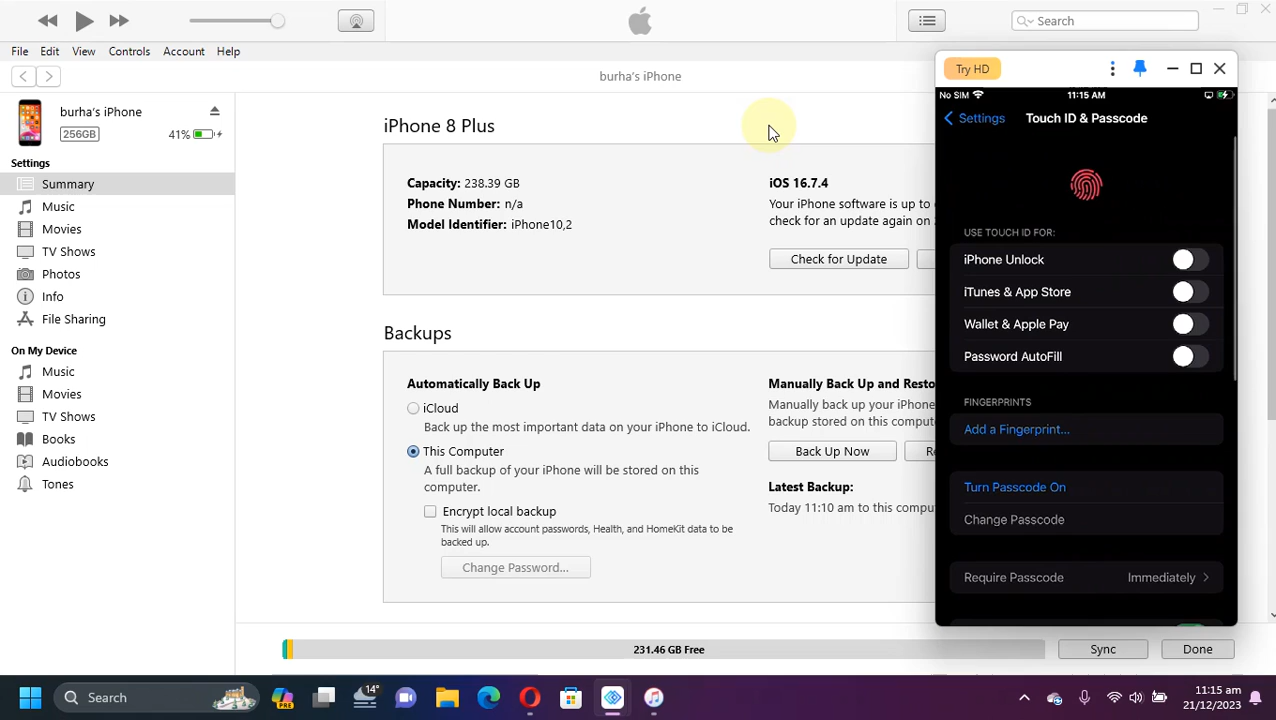 Search
File Edit View Controls Account Help
burha's iPhone
burha's iPhone
256GB 41%
Settings
Summary
Music
Movies
TV Shows
Photos
Info
File Sharing
On My Device
Music
Movies
TV Shows
Books
Audiobooks
Tones
iPhone 8 Plus
Capacity: 238.39 GB
Phone Number: n/a
Model Identifier: iPhone10,2
iOS 16.7.4
Your iPhone software is up to
check for an update again on
Check for Update
Backups
Automatically Back Up
iCloud
Back up the most important data on your iPhone to iCloud.
This Computer
A full backup of your iPhone will be stored on this
computer.
Encrypt local backup
This will allow account passwords, Health, and HomeKit data to be
backed up.
Change Password...
Manually Back Up and Resto
Manually back up your iPhone
backup stored on this computer
Back Up Now
Re
Latest Backup:
Today 11:10 am to this compu
231.46 GB Free
Sync
Done
Try HD
No SIM 11:15 AM
Settings Touch ID & Passcode
USE TOUCH ID FOR:
iPhone Unlock
iTunes & App Store
Wallet & Apple Pay
Password AutoFill
FINGERPRINTS
Add a Fingerprint...
Turn Passcode On
Change Passcode
Require Passcode Immediately
Search
PRE
14°
11:15 am
21/12/2023